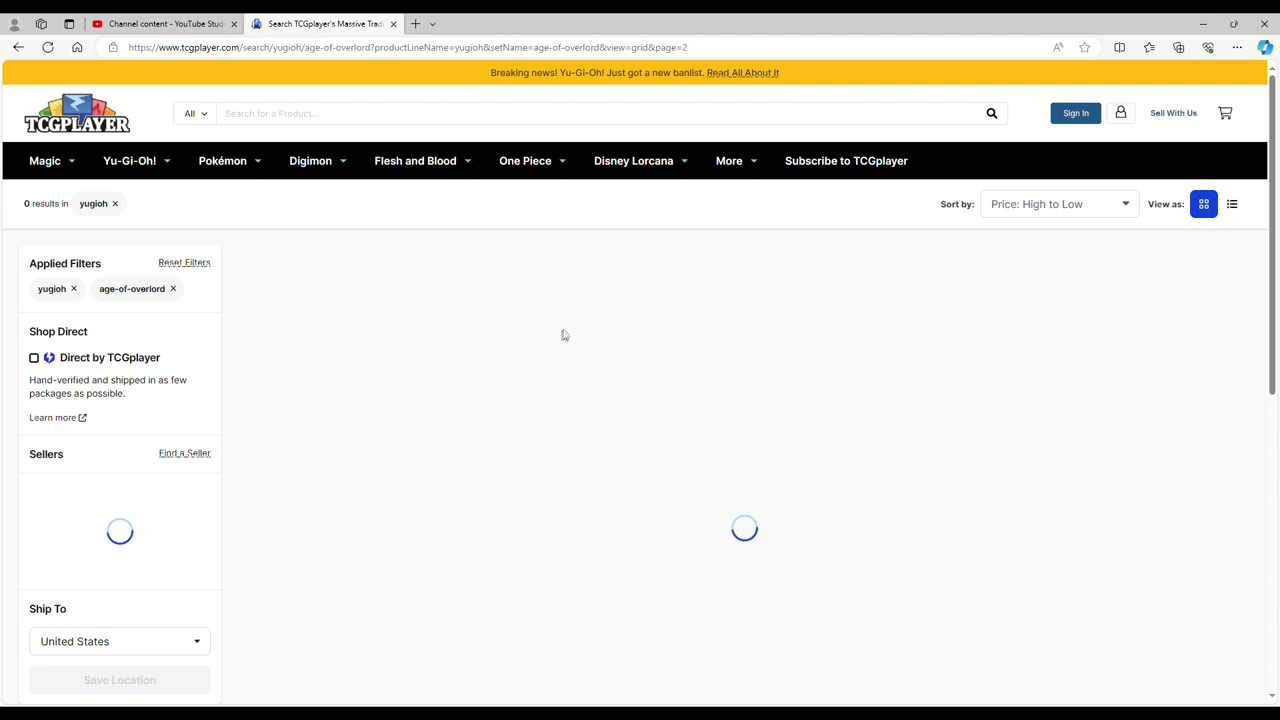 Channel content - YouTube Stud
Search TCGplayer's Massive Trad
https://www.tcgplayer.com/search/yugioh/age-of-overlord?productLineName=yugioh&setName=age-of-overlord&view=grid&page=2
Breaking news! Yu-Gi-Oh! Just got a new banlist. Read All About It
TCGPLAYER
All
Search for a Product...
Sign In
Sell With Us
Magic Yu-Gi-Oh! Pokémon Digimon Flesh and Blood One Piece Disney Lorcana More Subscribe to TCGplayer
0 results in yugioh
Sort by: Price: High to Low View as:
Applied Filters Reset Filters
yugioh age-of-overlord
Shop Direct
Direct by TCGplayer
Hand-verified and shipped in as few
packages as possible.
Learn more
Sellers Find a Seller
Ship To
United States
Save Location